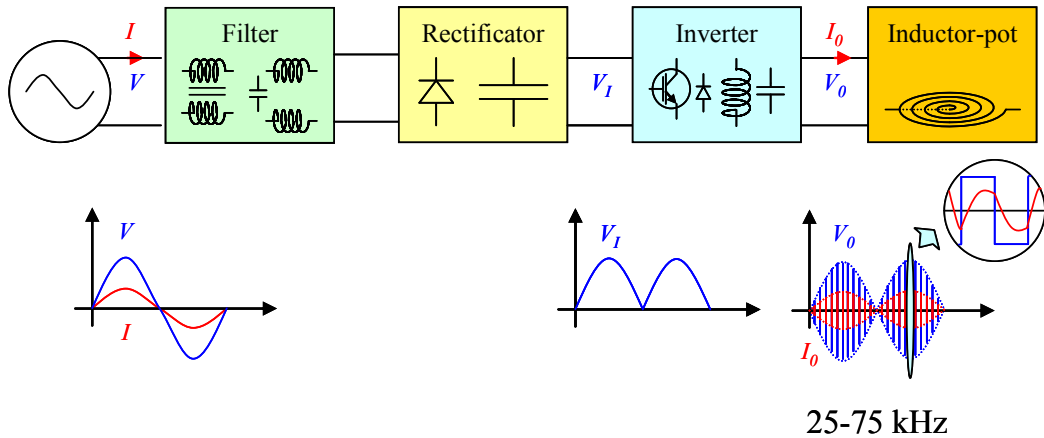 I
V
Filter
Rectificator
V_I
Inverter
I_0
V_0
Inductor-pot
V
I
V_I
V_0
I_0
25-75 kHz